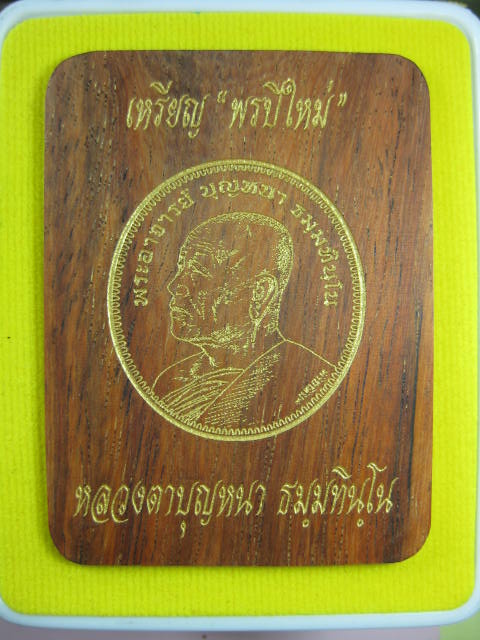 เหรียญ "พรปีใหม่"
พระอาจารย์ บุญหนา ธมฺมทินฺโน
หลวงตาบุญหนา ธมฺมทินฺโน